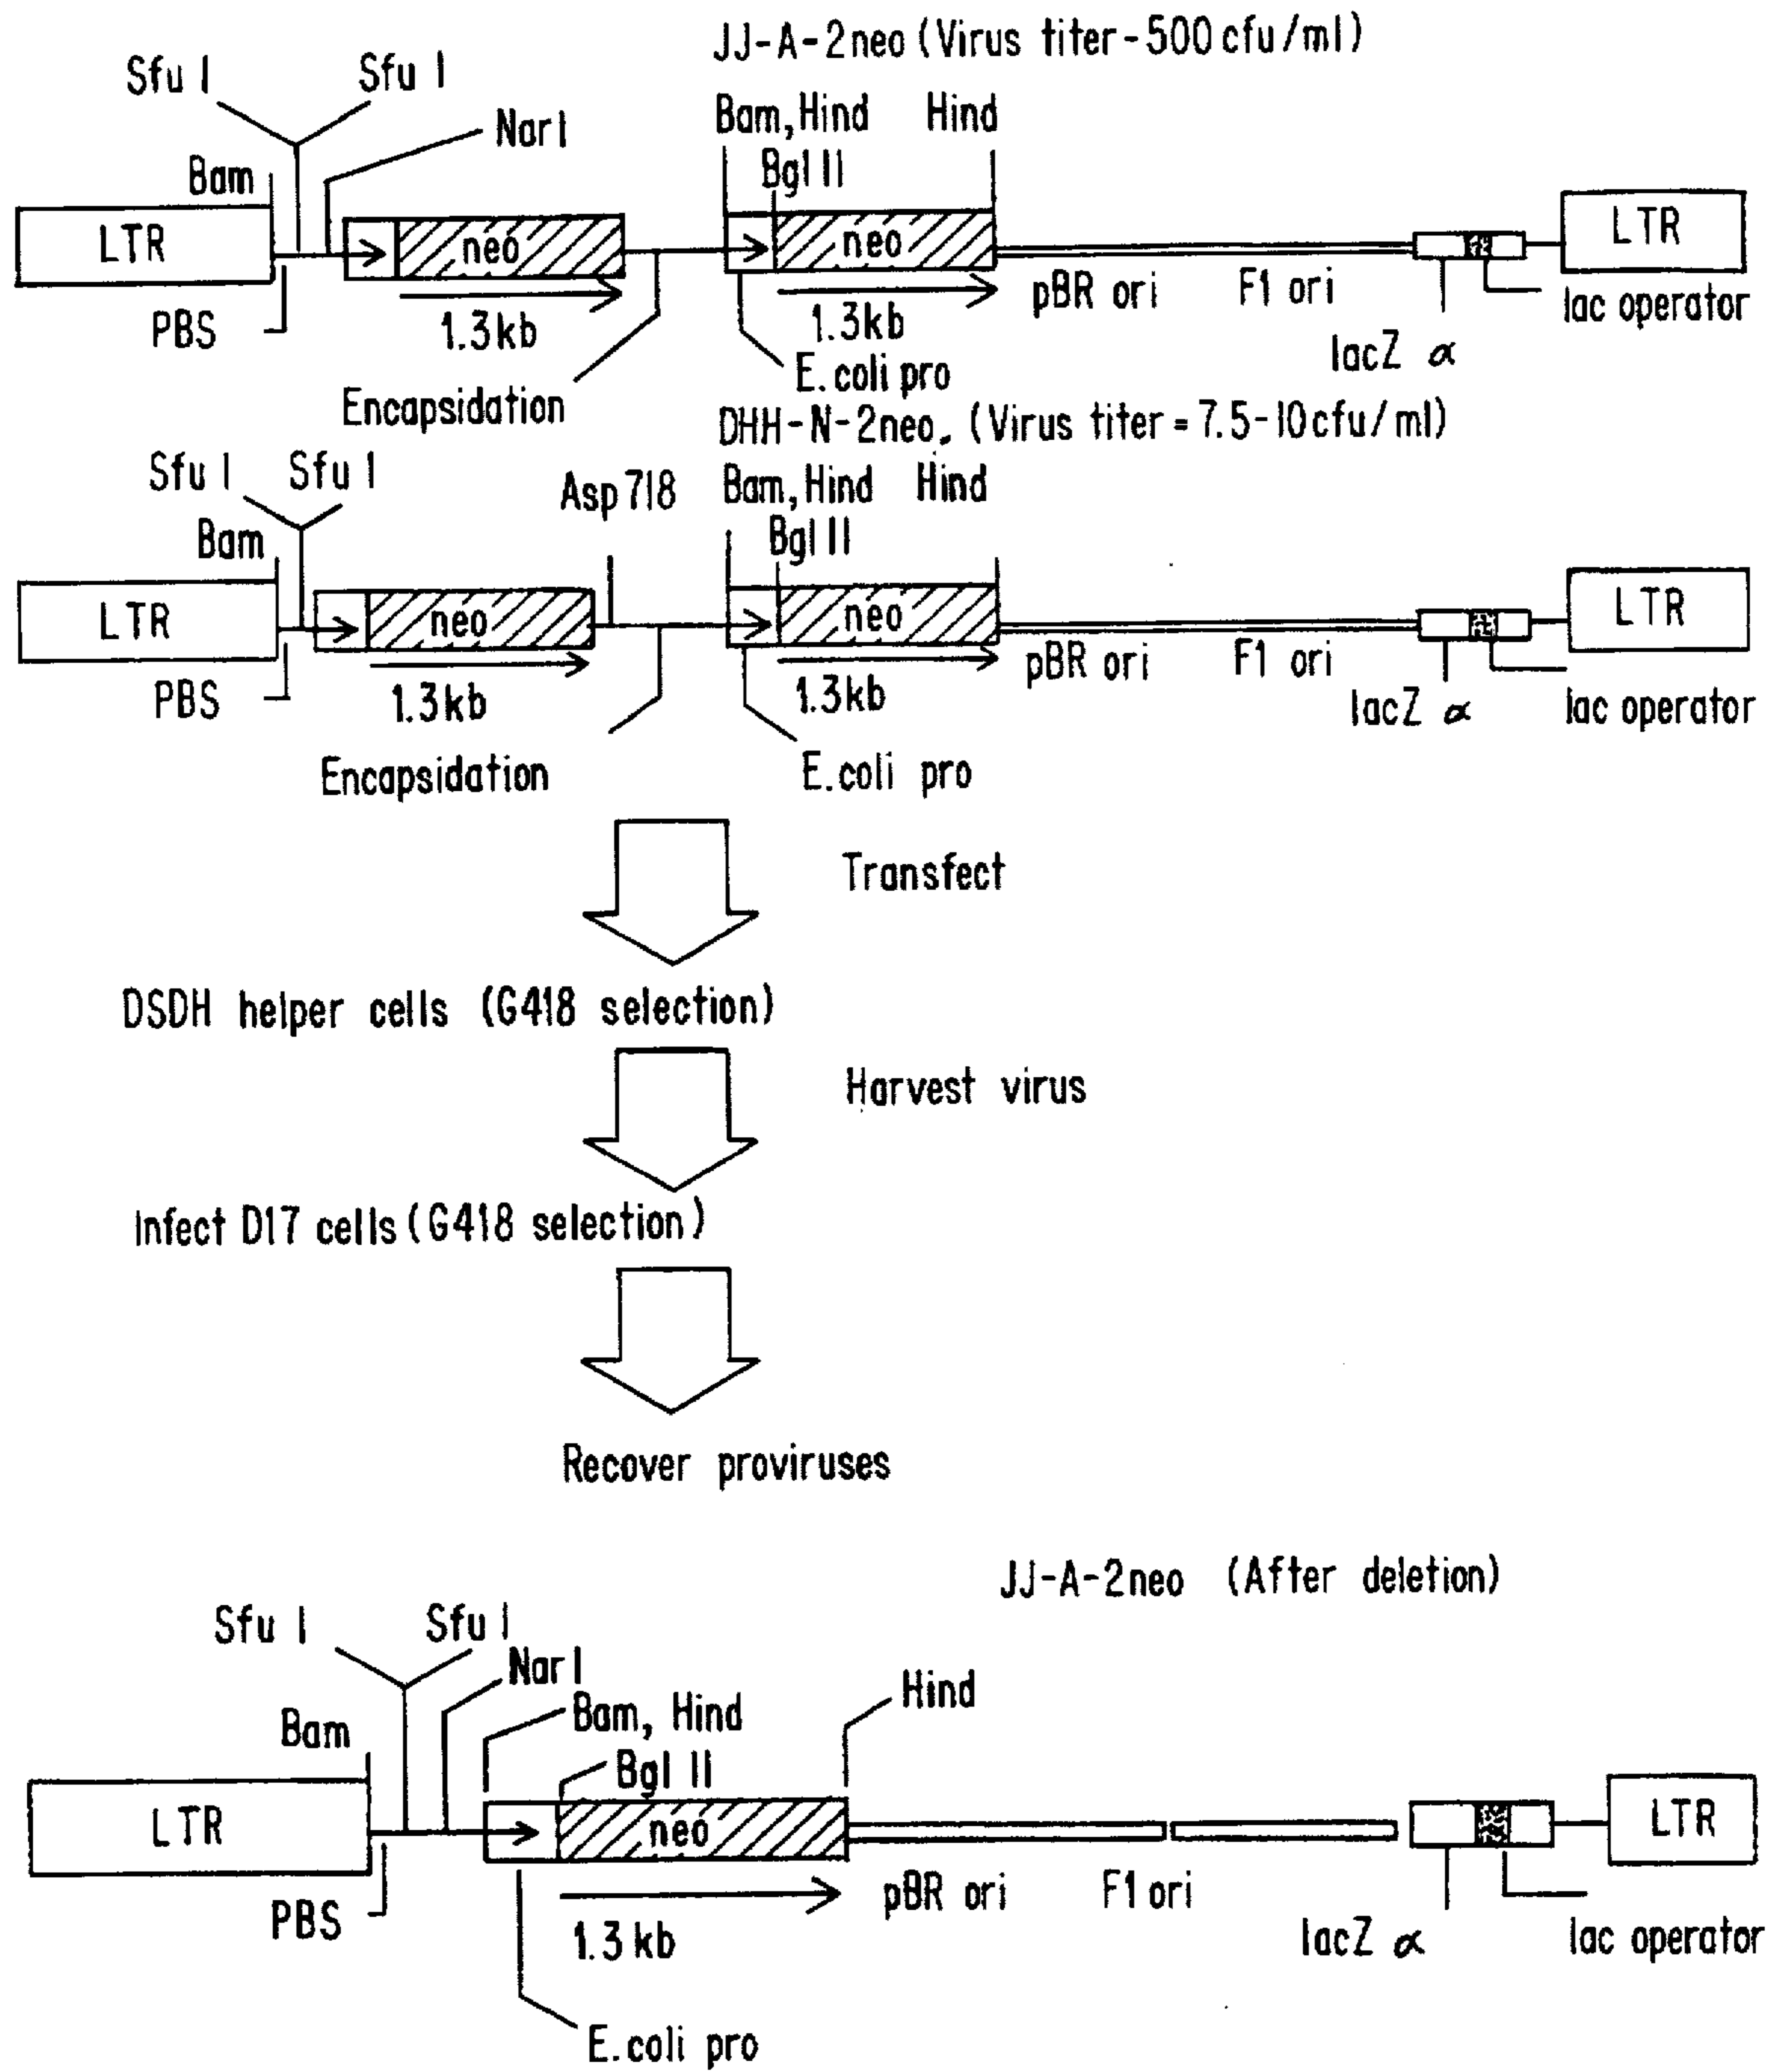 JJ-A-2neo (Virus titer-500 cfu/ml)
Sfu I Sfu I
Nar I
Bam, Hind Hind
Bgl II
Bam
LTR neo neo LTR
PBS
1.3kb 1.3kb
pBR ori F1 ori
lac operator
lacZ α
E. coli pro
Encapsidation
DHH-N-2neo. (Virus titer = 7.5-10 cfu/ml)
Sfu I Sfu I
Asp 718
Bam, Hind Hind
Bgl II
Bam
LTR neo neo LTR
PBS
1.3kb 1.3kb
pBR ori F1 ori
lacZ α lac operator
Encapsidation
E. coli pro
Transfect
DSDH helper cells (G418 selection)
Harvest virus
Infect D17 cells (G418 selection)
Recover proviruses
JJ-A-2neo (After deletion)
Sfu I Sfu I
Nar I
Bam, Hind
Hind
Bam
Bgl II
LTR neo LTR
PBS
1.3 kb
pBR ori F1 ori
lacZ α lac operator
E. coli pro